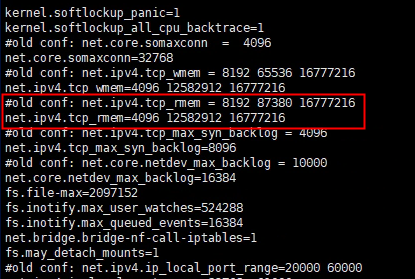 kernel.softlockup_panic=1
kernel.softlockup_all_cpu_backtrace=1
#old conf: net.core.somaxconn  =  4096
net.core.somaxconn=32768
#old conf: net.ipv4.tcp_wmem = 8192 65536 16777216
net.ipv4.tcp_wmem=4096 12582912 16777216
#old conf: net.ipv4.tcp_rmem = 8192 87380 16777216
net.ipv4.tcp_rmem=4096 12582912 16777216
#old conf: net.ipv4.tcp_max_syn_backlog = 4096
net.ipv4.tcp_max_syn_backlog=8096
#old conf: net.core.netdev_max_backlog = 10000
net.core.netdev_max_backlog=16384
fs.file-max=2097152
fs.inotify.max_user_watches=524288
fs.inotify.max_queued_events=16384
net.bridge.bridge-nf-call-iptables=1
fs.may_detach_mounts=1
#old conf: net.ipv4.ip_local_port_range=20000 60000